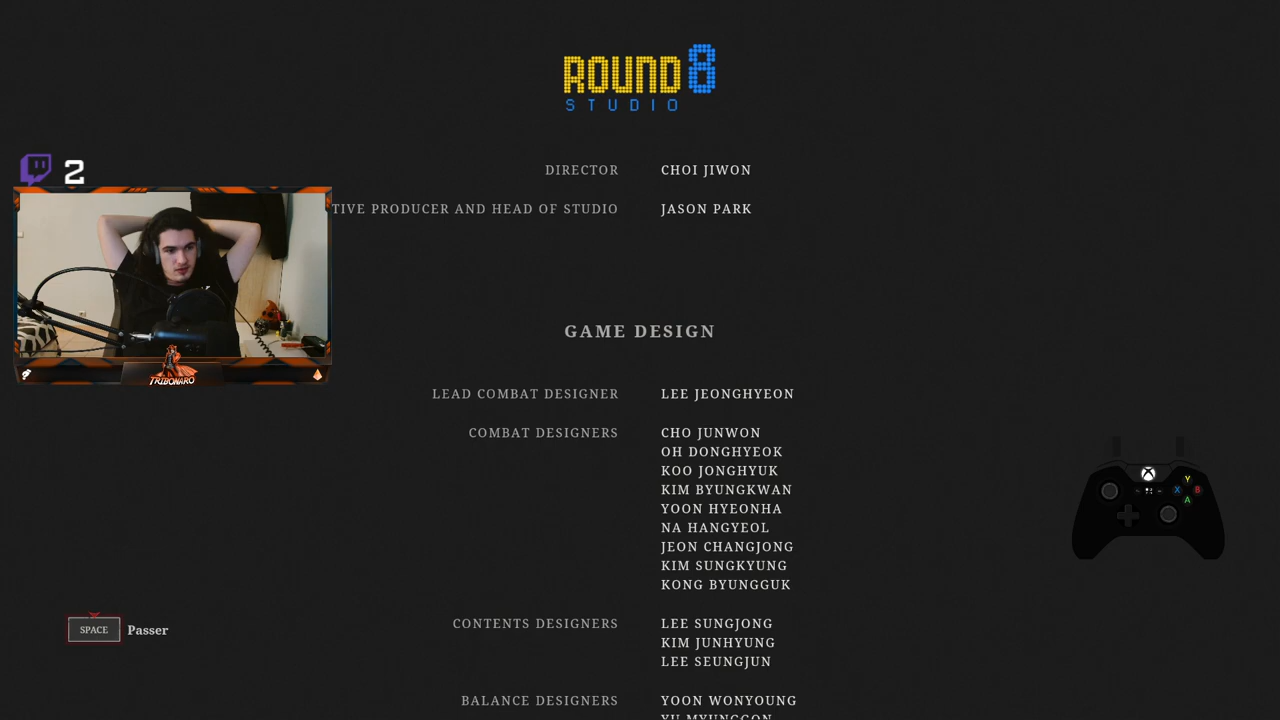 ROUND8
STUDIO
2
DIRECTOR CHOI JIWON
TIVE PRODUCER AND HEAD OF STUDIO JASON PARK
GAME DESIGN
TRIBONARO
LEAD COMBAT DESIGNER LEE JEONGHYEON
COMBAT DESIGNERS CHO JUNWON
OH DONGHYEOK
KOO JONGHYUK
KIM BYUNGKWAN
YOON HYEONHA
NA HANGYEOL
JEON CHANGJONG
KIM SUNGKYUNG
KONG BYUNGGUK
Y
X B
A
CONTENTS DESIGNERS LEE SUNGJONG
SPACE Passer
KIM JUNHYUNG
LEE SEUNGJUN
BALANCE DESIGNERS YOON WONYOUNG